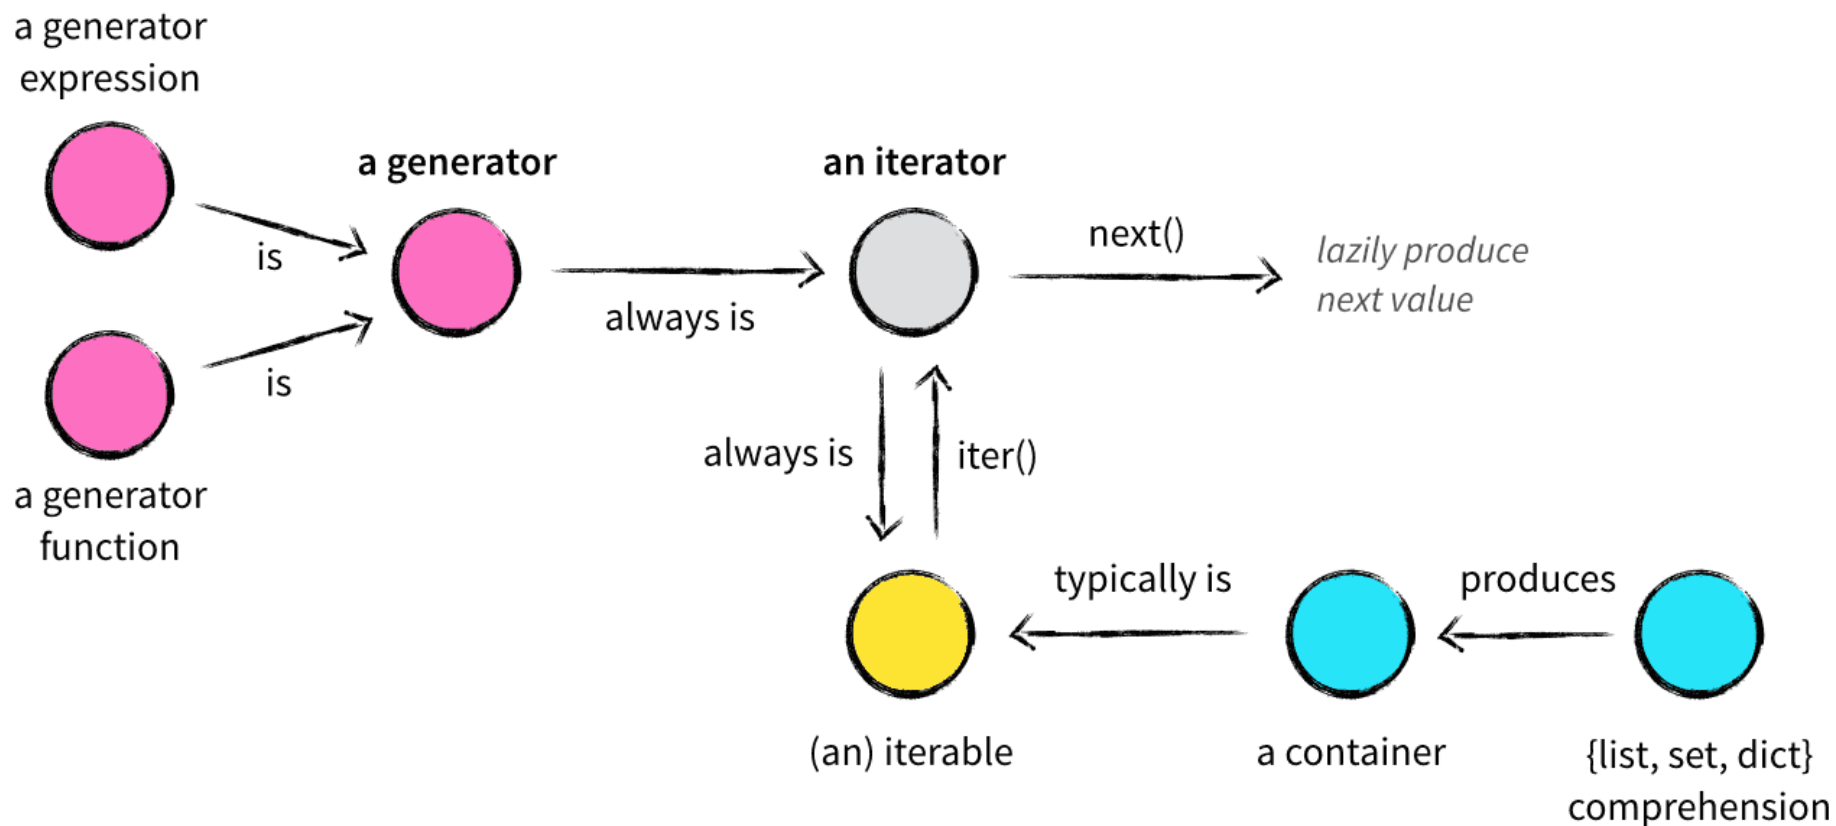 a generator
expression
a generator
an iterator
is
next()
lazily produce
next value
always is
is
a generator
function
always is
iter()
typically is
produces
(an) iterable
a container
{list, set, dict}
comprehension